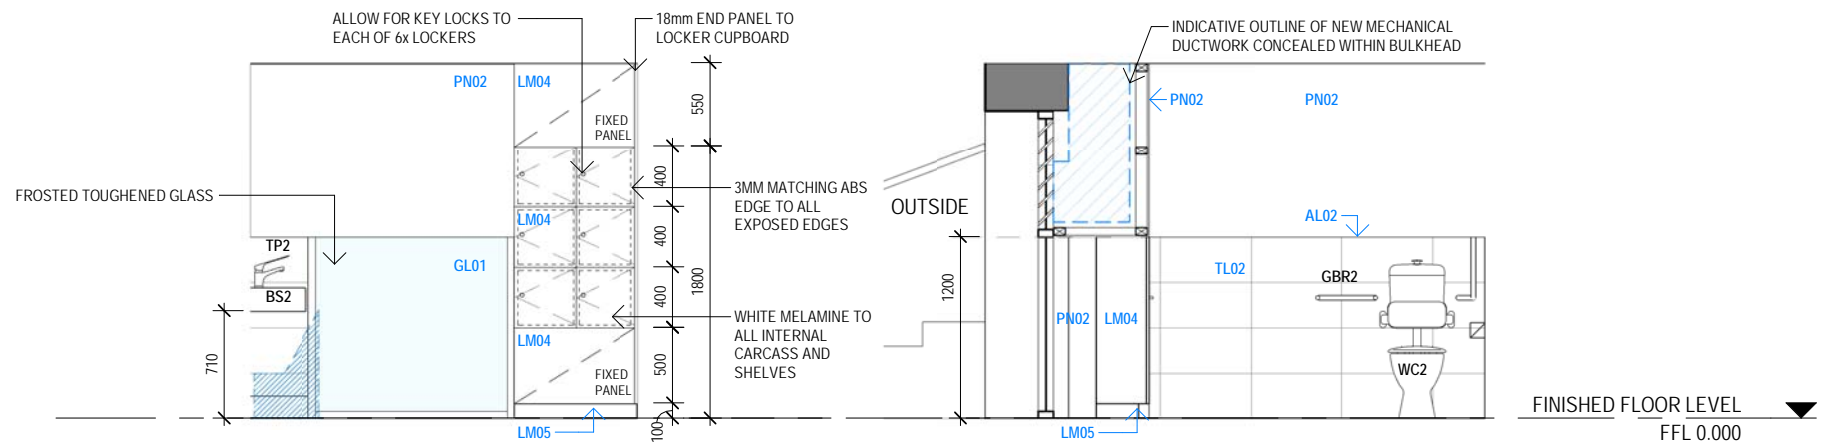 ALLOW FOR KEY LOCKS TO
EACH OF 6x LOCKERS
18mm END PANEL TO
LOCKER CUPBOARD
PN02
LM04
FIXED
PANEL
550
FROSTED TOUGHENED GLASS
400
3MM MATCHING ABS
EDGE TO ALL
EXPOSED EDGES
LM04
400
TP2
GL01
BS2
400
1800
WHITE MELAMINE TO
ALL INTERNAL
CARCASS AND
SHELVES
LM04
710
500
FIXED
PANEL
100
LM05
INDICATIVE OUTLINE OF NEW MECHANICAL
DUCTWORK CONCEALED WITHIN BULKHEAD
PN02
PN02
OUTSIDE
AL02
1200
TL02
GBR2
PN02
LM04
WC2
LM05
FINISHED FLOOR LEVEL
FFL 0.000